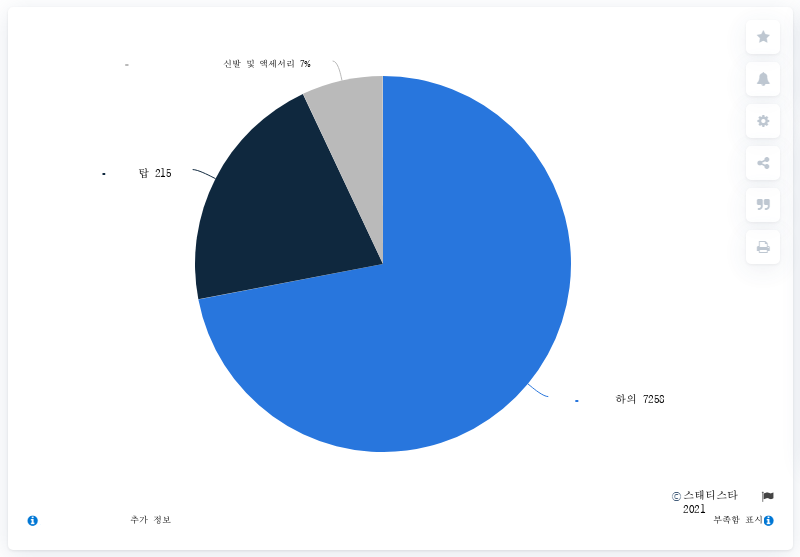 신발 및 액세서리 7%
탑 215
하의 7258
© 스태티스타
2021
추가 정보
부족함 표시